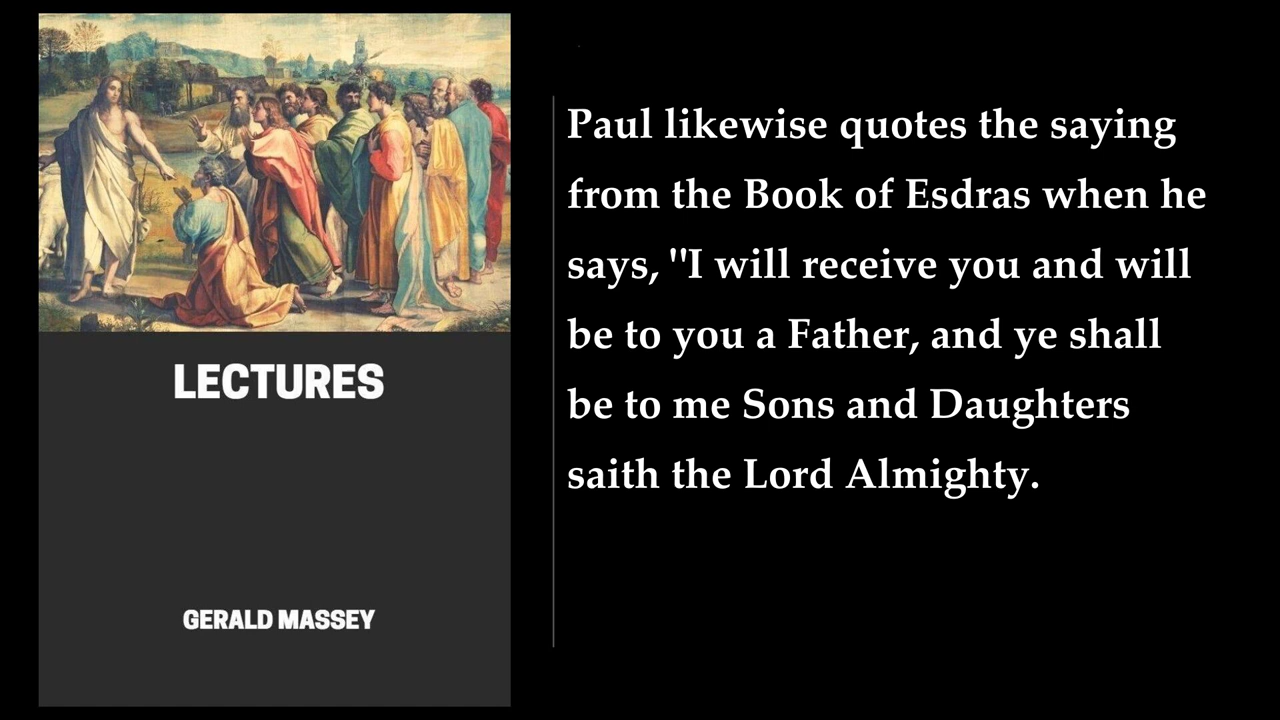 LECTURES
GERALD MASSEY
Paul likewise quotes the saying
from the Book of Esdras when he
says, "I will receive you and will
be to you a Father, and ye shall
be to me Sons and Daughters
saith the Lord Almighty.